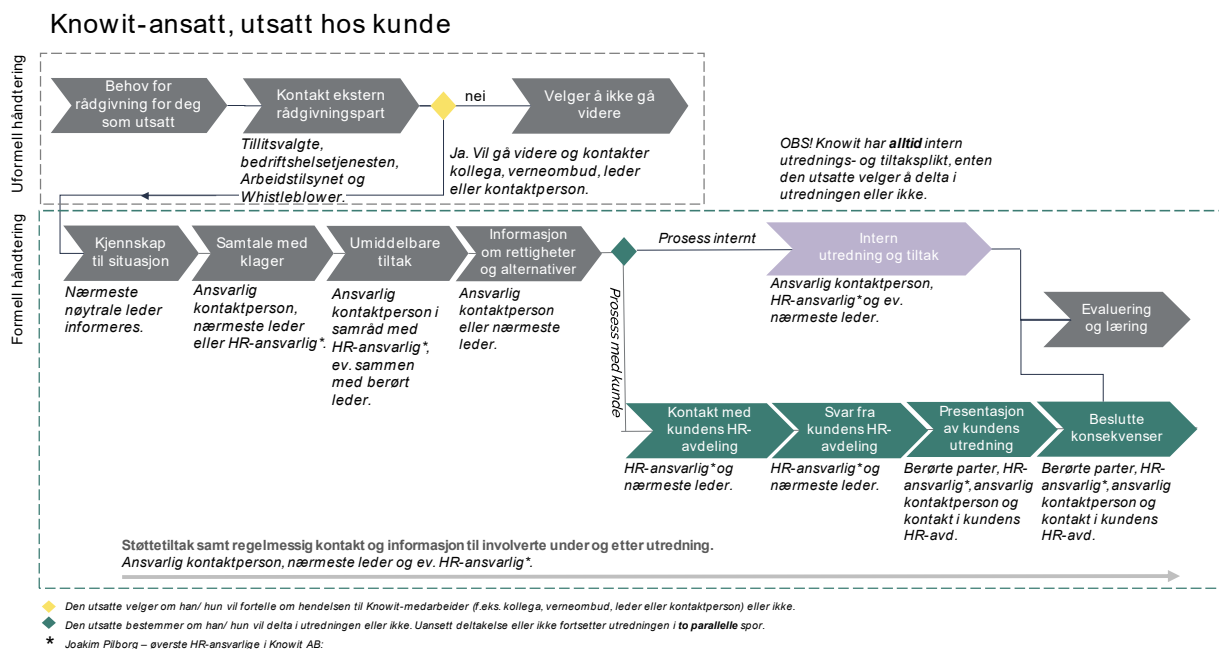 Knowit-ansatt, utsatt hos kunde
Uformell håndtering
Behov for
rådgivning for deg
som utsatt
Kontakt ekstern
rådgivningspart
nei
Velger å ikke gå
videre
Tillitsvalgte,
bedriftshelsetjenesten,
Arbeidstilsynet og
Whistleblower.
Ja. Vil gå videre og kontakter
kollega, verneombud, leder
eller kontaktperson.
OBS! Knowit har alltid intern
utrednings- og tiltaksplikt, enten
den utsatte velger å delta i
utredningen eller ikke.
Formell håndtering
Kjennskap
til situasjon
Samtale med
klager
Umiddelbare
tiltak
Informasjon
om rettigheter
og alternativer
Prosess internt
Intern
utredning og tiltak
Nærmeste
nøytrale leder
informeres.
Ansvarlig
kontaktperson,
nærmeste leder
eller HR-ansvarlig*.
Ansvarlig
kontaktperson i
samråd med
HR-ansvarlig*,
ev. sammen
med berørt
leder.
Ansvarlig
kontaktperson
eller nærmeste
leder.
Prosess med kunde
Ansvarlig kontaktperson,
HR-ansvarlig* og ev.
nærmeste leder.
Evaluering
og læring
Kontakt med
kundens HR-
avdeling
Svar fra
kundens HR-
avdeling
Presentasjon
av kundens
utredning
Beslutte
konsekvenser
HR-ansvarlig* og
nærmeste leder.
HR-ansvarlig* og
nærmeste leder.
Berørte parter, HR-
ansvarlig*, ansvarlig
kontaktperson og
kontakt i kundens
HR-avd.
Berørte parter, HR-
ansvarlig*, ansvarlig
kontaktperson og
kontakt i kundens
HR-avd.
Støttetiltak samt regelmessig kontakt og informasjon til involverte under og etter utredning.
Ansvarlig kontaktperson, nærmeste leder og ev. HR-ansvarlig*.
Den utsatte velger om han/ hun vil fortelle om hendelsen til Knowit-medarbeider (f.eks. kollega, verneombud, leder eller kontaktperson) eller ikke.
Den utsatte bestemmer om han/ hun vil delta i utredningen eller ikke. Uansett deltakelse eller ikke fortsetter utredningen i to parallelle spor.
* Joakim Pilborg – øverste HR-ansvarlige i Knowit AB: